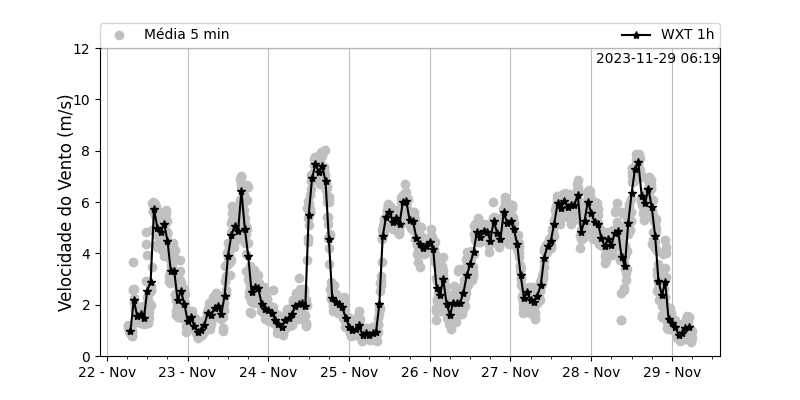 Média 5 min
WXT 1h
2023-11-29 06:19
Velocidade do Vento (m/s)
12
10
8
6
4
2
0
22 - Nov
23 - Nov
24 - Nov
25 - Nov
26 - Nov
27 - Nov
28 - Nov
29 - Nov